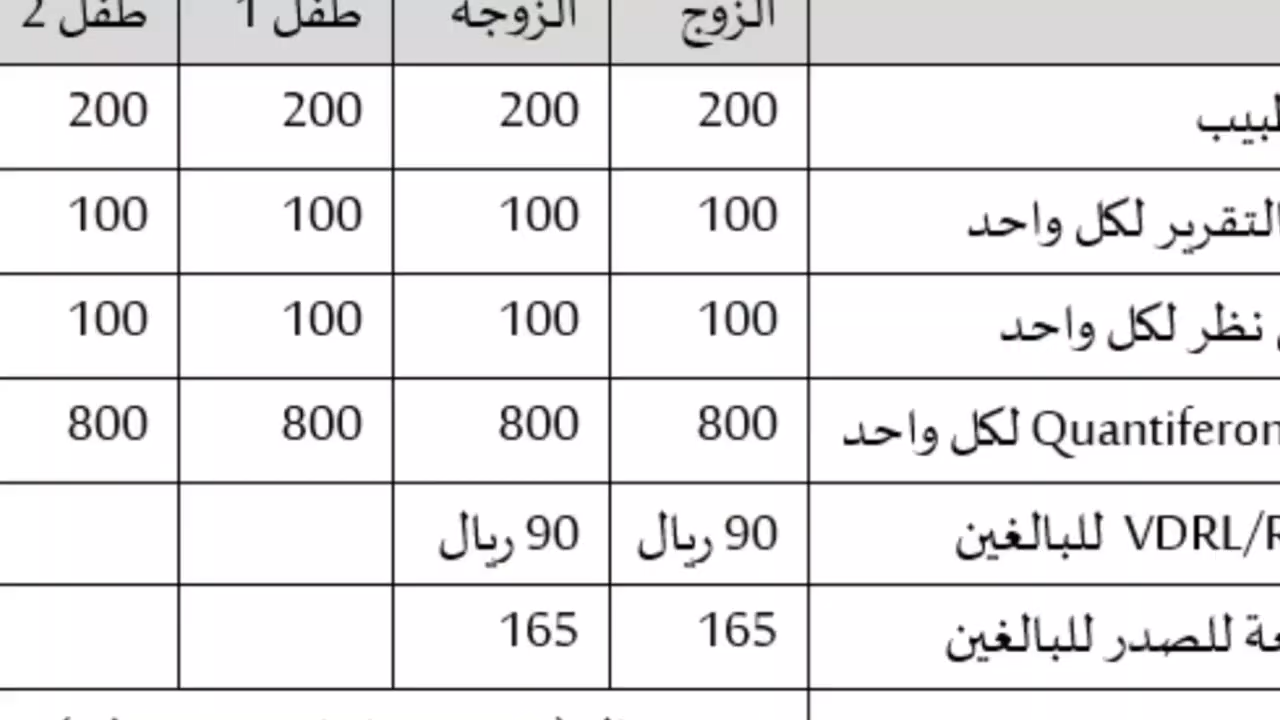 الزوج الزوجة طفل 1 طفل 2
200 200 200 200
التقرير لكل واحد 100 100 100 100
نظر لكل واحد 100 100 100 100
Quantiferon لكل واحد 800 800 800 800
VDRL/R للبالغين 90 ريال 90 ريال
للصدر للبالغين 165 165